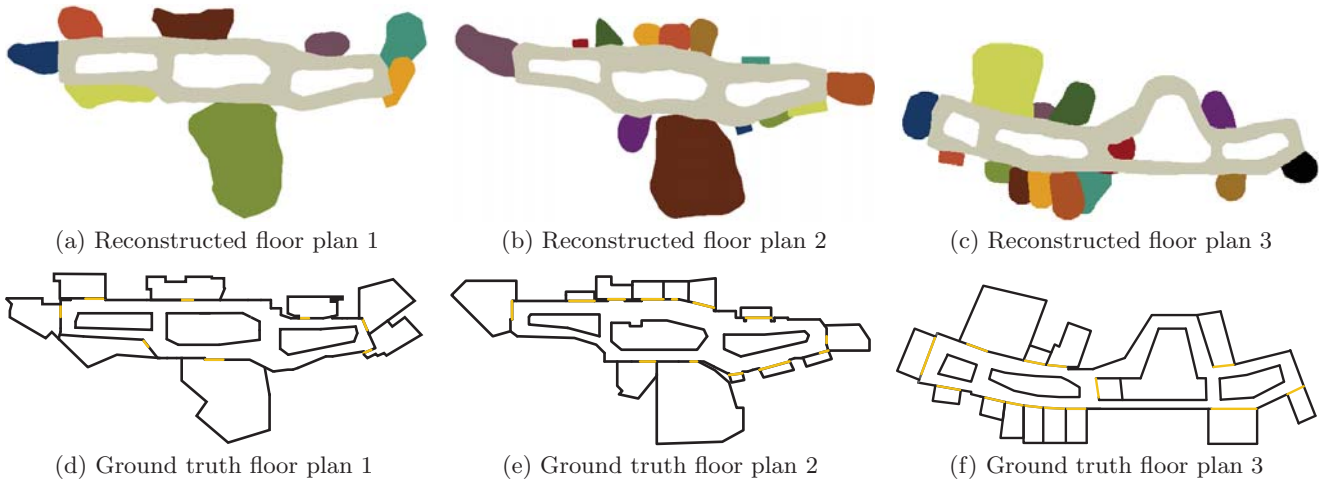 (a) Reconstructed floor plan 1
(b) Reconstructed floor plan 2
(c) Reconstructed floor plan 3
(d) Ground truth floor plan 1
(e) Ground truth floor plan 2
(f) Ground truth floor plan 3